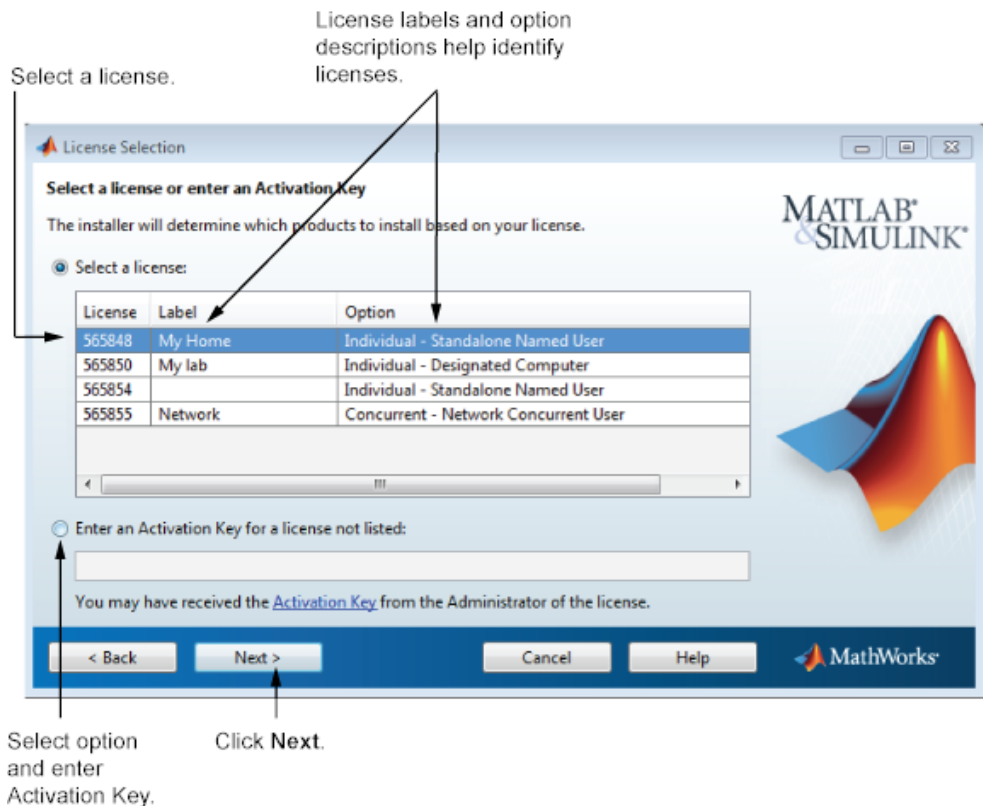 License labels and option
descriptions help identify
licenses.
Select a license.
License Selection
Select a license or enter an Activation Key
The installer will determine which products to install based on your license.
MATLAB®
&SIMULINK®
Select a license:
License Label Option
565848 My Home Individual - Standalone Named User
565850 My lab Individual - Designated Computer
565854 Individual - Standalone Named User
565855 Network Concurrent - Network Concurrent User
Enter an Activation Key for a license not listed:
You may have received the Activation Key from the Administrator of the license.
< Back Next > Cancel Help MathWorks®
Select option
and enter
Activation Key.
Click Next.